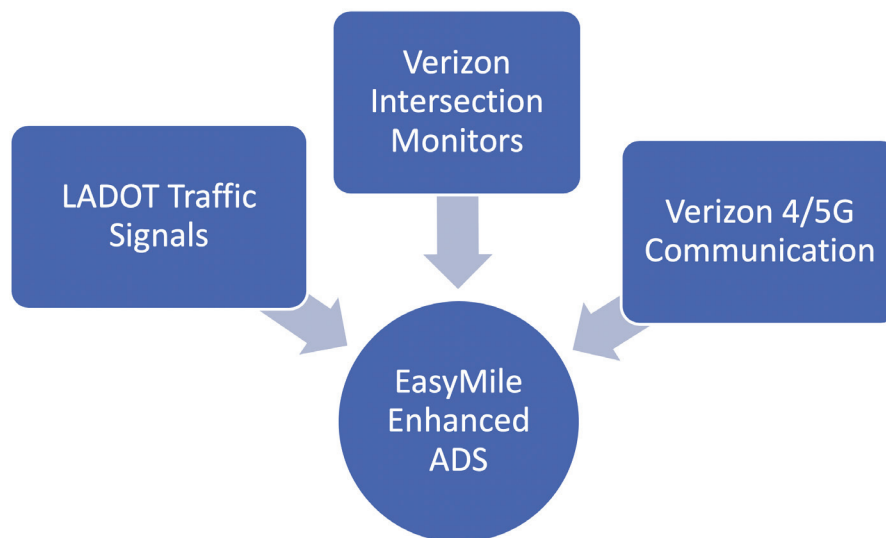 Verizon
Intersection
Monitors
LADOT Traffic
Signals
Verizon 4/5G
Communication
EasyMile
Enhanced
ADS